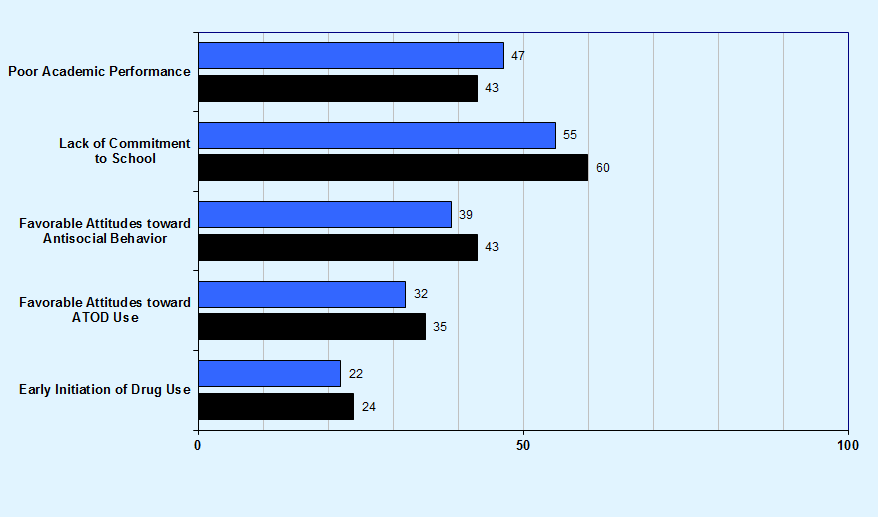 Poor Academic Performance
47
43
Lack of Commitment
to School
55
60
Favorable Attitudes toward
Antisocial Behavior
39
43
Favorable Attitudes toward
ATOD Use
32
35
Early Initiation of Drug Use
22
24
0 50 100